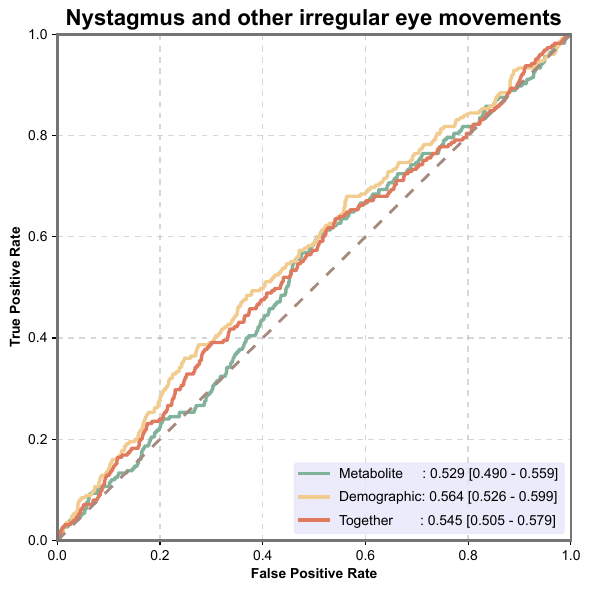 Nystagmus and other irregular eye movements
1.0
0.8
0.6
0.4
0.2
0.0
True Positive Rate
Metabolite : 0.529 [0.490 - 0.559]
Demographic: 0.564 [0.526 - 0.599]
Together : 0.545 [0.505 - 0.579]
0.0 0.2 0.4 0.6 0.8 1.0
False Positive Rate